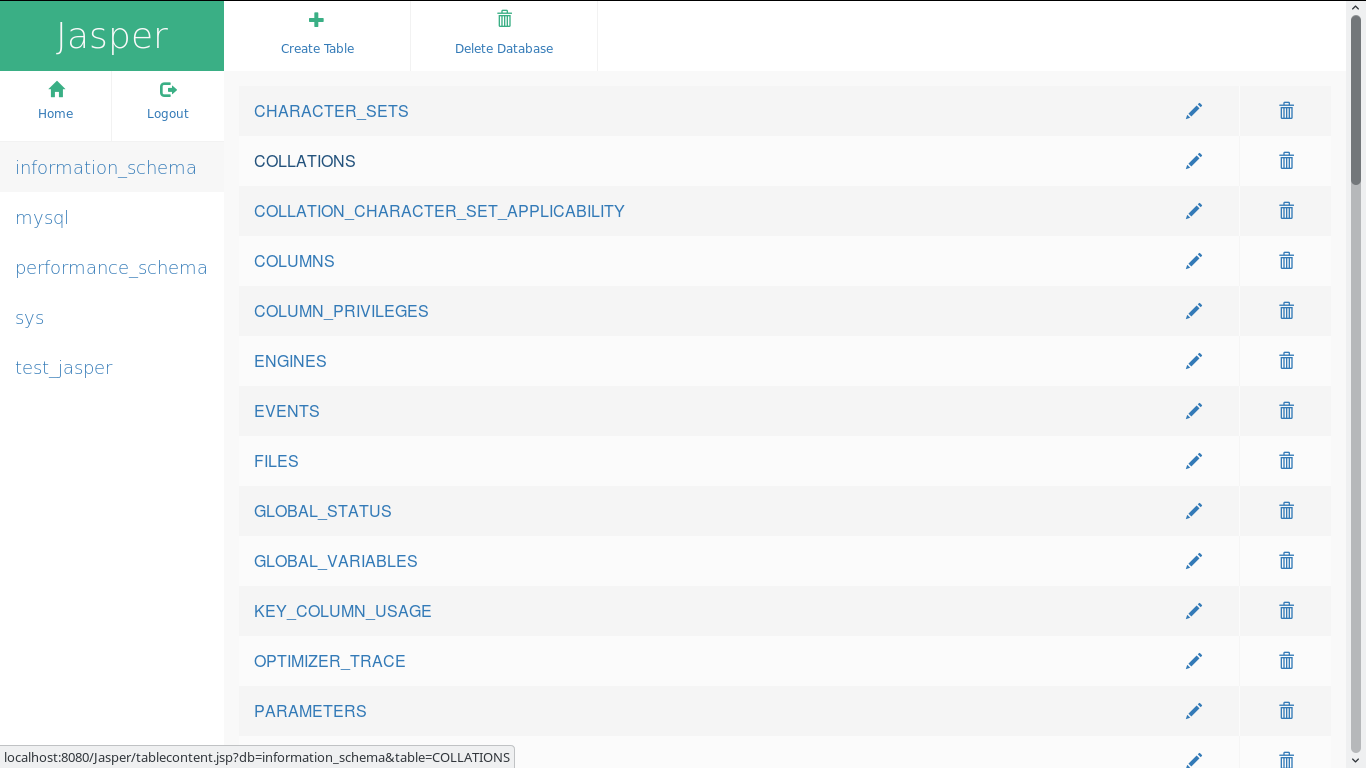 Jasper
Create Table
Delete Database
Home
Logout
information_schema
mysql
performance_schema
sys
test_jasper
CHARACTER_SETS
COLLATIONS
COLLATION_CHARACTER_SET_APPLICABILITY
COLUMNS
COLUMN_PRIVILEGES
ENGINES
EVENTS
FILES
GLOBAL_STATUS
GLOBAL_VARIABLES
KEY_COLUMN_USAGE
OPTIMIZER_TRACE
PARAMETERS
localhost:8080/Jasper/tablecontent.jsp?db=information_schema&table=COLLATIONS